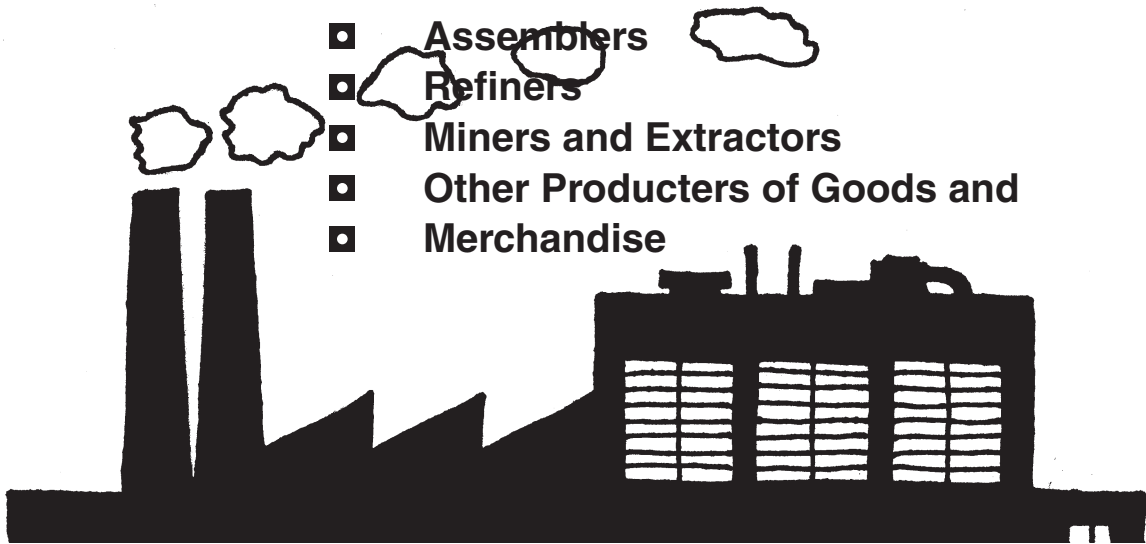 Assemblers
Refiners
Miners and Extractors
Other Producters of Goods and
Merchandise